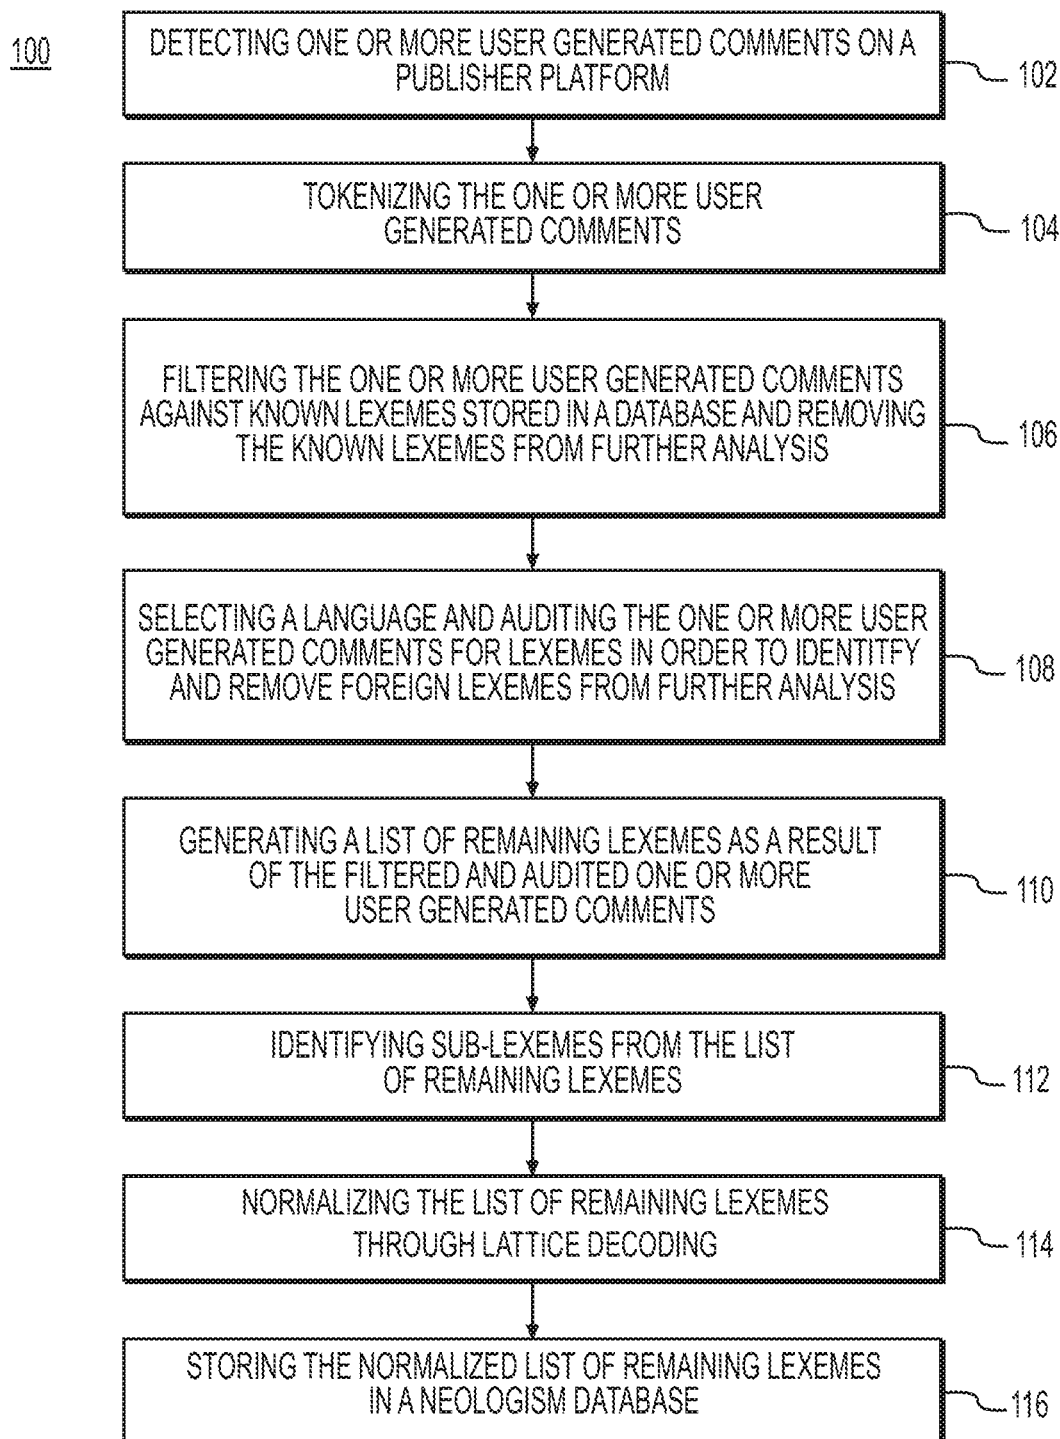 100
DETECTING ONE OR MORE USER GENERATED COMMENTS ON A
PUBLISHER PLATFORM
102
TOKENIZING THE ONE OR MORE USER
GENERATED COMMENTS
104
FILTERING THE ONE OR MORE USER GENERATED COMMENTS
AGAINST KNOWN LEXEMES STORED IN A DATABASE AND REMOVING
THE KNOWN LEXEMES FROM FURTHER ANALYSIS
106
SELECTING A LANGUAGE AND AUDITING THE ONE OR MORE USER
GENERATED COMMENTS FOR LEXEMES IN ORDER TO IDENTITFY
AND REMOVE FOREIGN LEXEMES FROM FURTHER ANALYSIS
108
GENERATING A LIST OF REMAINING LEXEMES AS A RESULT
OF THE FILTERED AND AUDITED ONE OR MORE
USER GENERATED COMMENTS
110
IDENTIFYING SUB-LEXEMES FROM THE LIST
OF REMAINING LEXEMES
112
NORMALIZING THE LIST OF REMAINING LEXEMES
THROUGH LATTICE DECODING
114
STORING THE NORMALIZED LIST OF REMAINING LEXEMES
IN A NEOLOGISM DATABASE
116